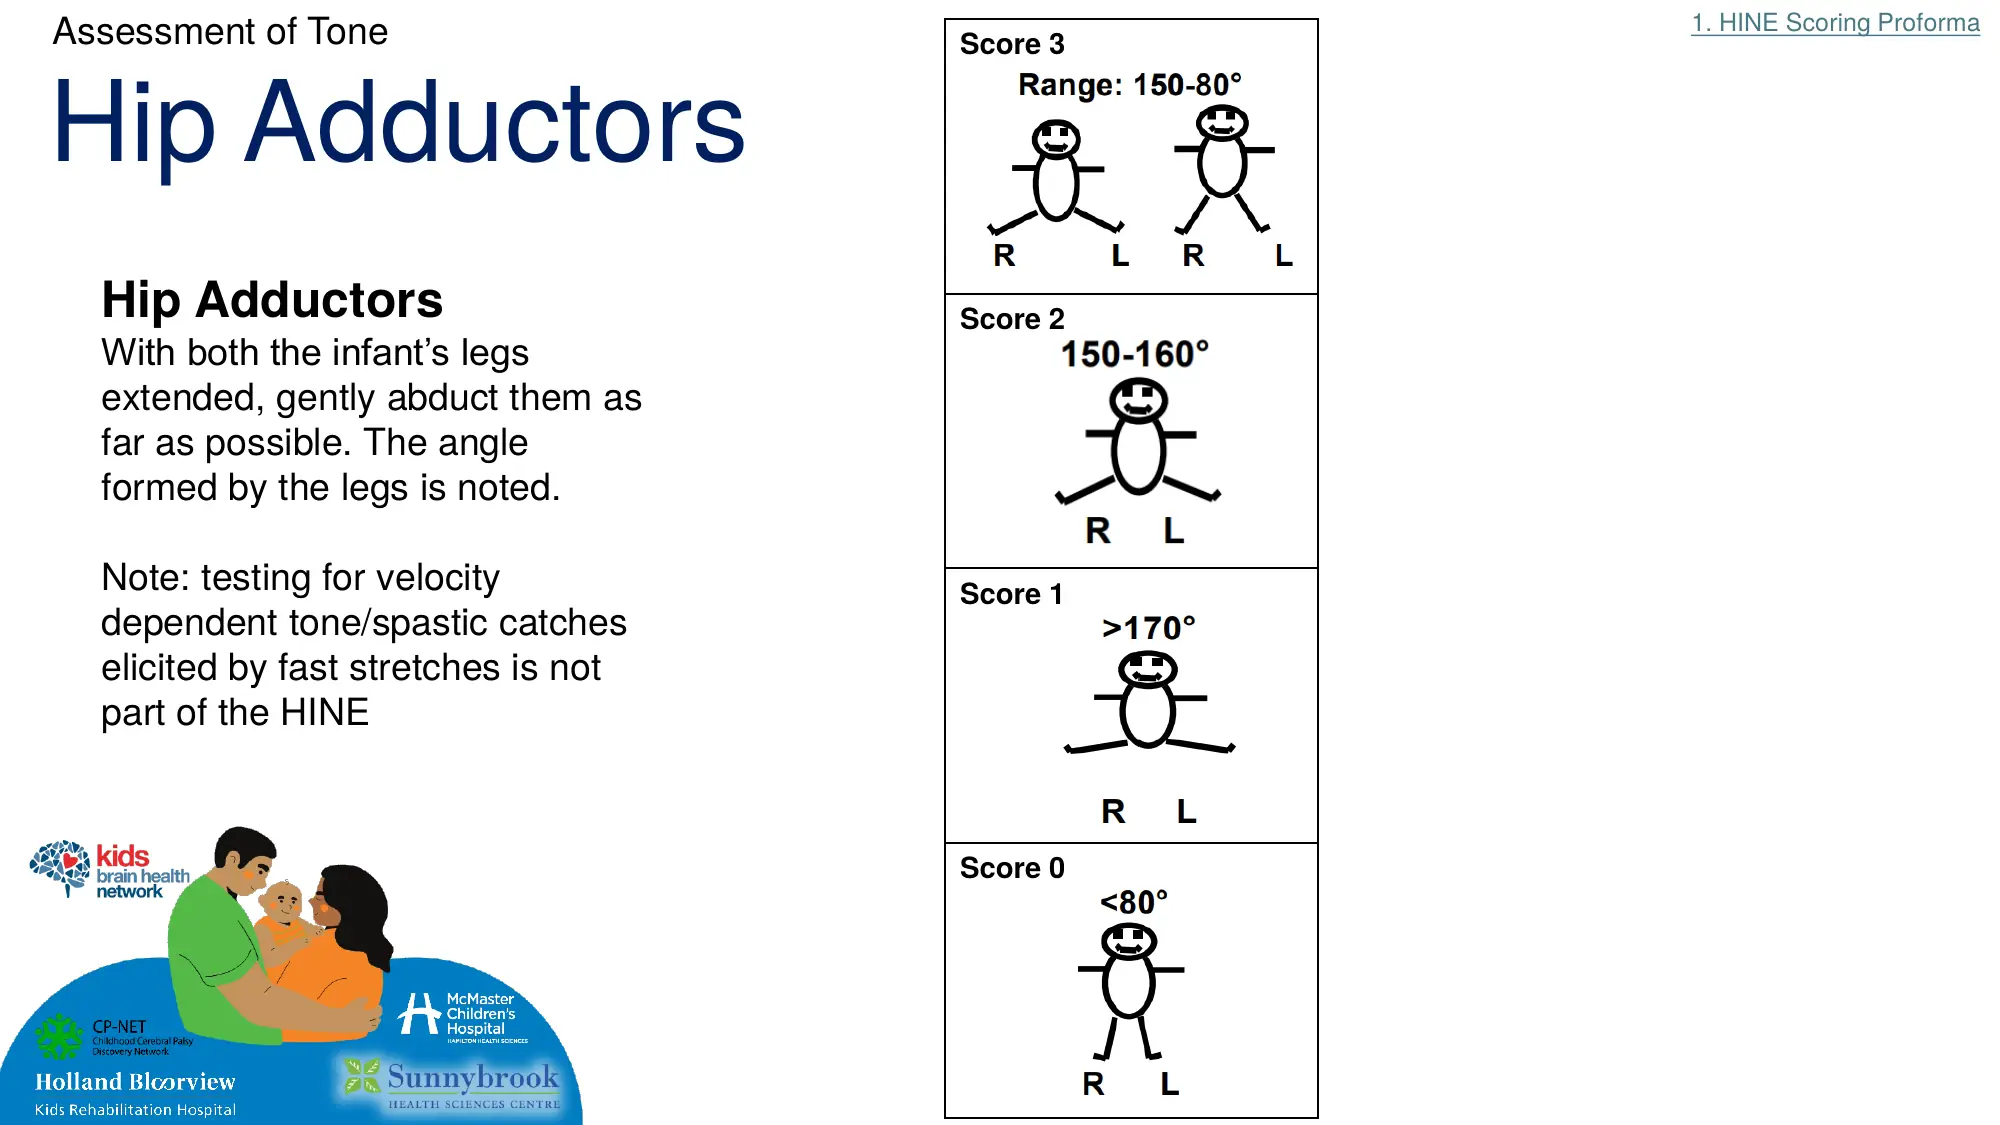 Assessment of Tone
Hip Adductors
1. HINE Scoring Proforma
Hip Adductors
With both the infant’s legs
extended, gently abduct them as
far as possible. The angle
formed by the legs is noted.
Note: testing for velocity
dependent tone/spastic catches
elicited by fast stretches is not
part of the HINE
Score 3
Range: 150-80°
R L R L
Score 2
150-160°
R L
Score 1
>170°
R L
Score 0
<80°
R L
kids
brain health
network
CP-NET
Childhood Cerebral Palsy
Discovery Network
McMaster
Children's
Hospital
HAMILTON HEALTH SCIENCES
Holland Bloorview
Kids Rehabilitation Hospital
Sunnybrook
HEALTH SCIENCES CENTRE